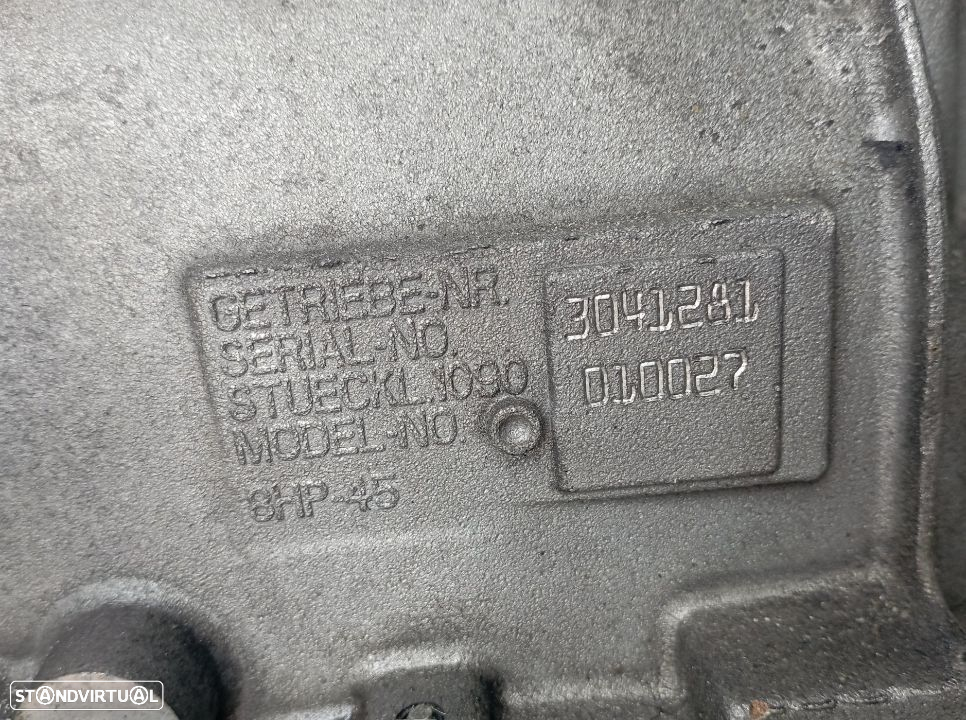 GETRIEBE-NR.
SERIAL-NO.
3041281
STUECKL.1090
MODEL-NO.
010027
8HP-45
STANDVIRTUAL